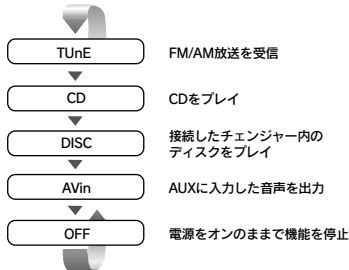 TUnE
FM/AM放送を受信
CD
CDをプレイ
DISC
接続したチェンジャー内の
ディスクをプレイ
AVin
AUXに入力した音声を出力
OFF
電源をオンのままで機能を停止